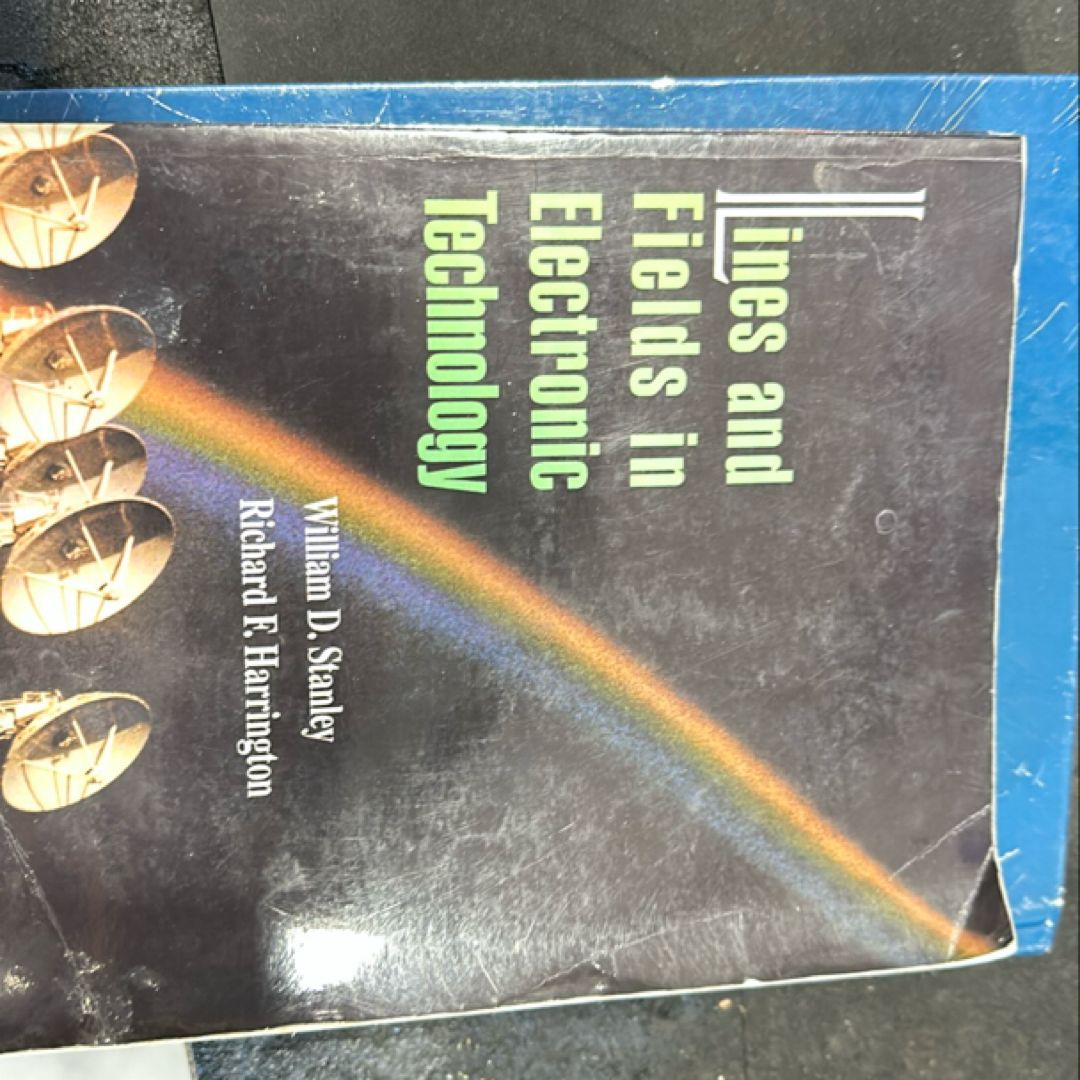 Lines and
Fields in
Electronic
Technology
William D. Stanley
Richard F. Harrington